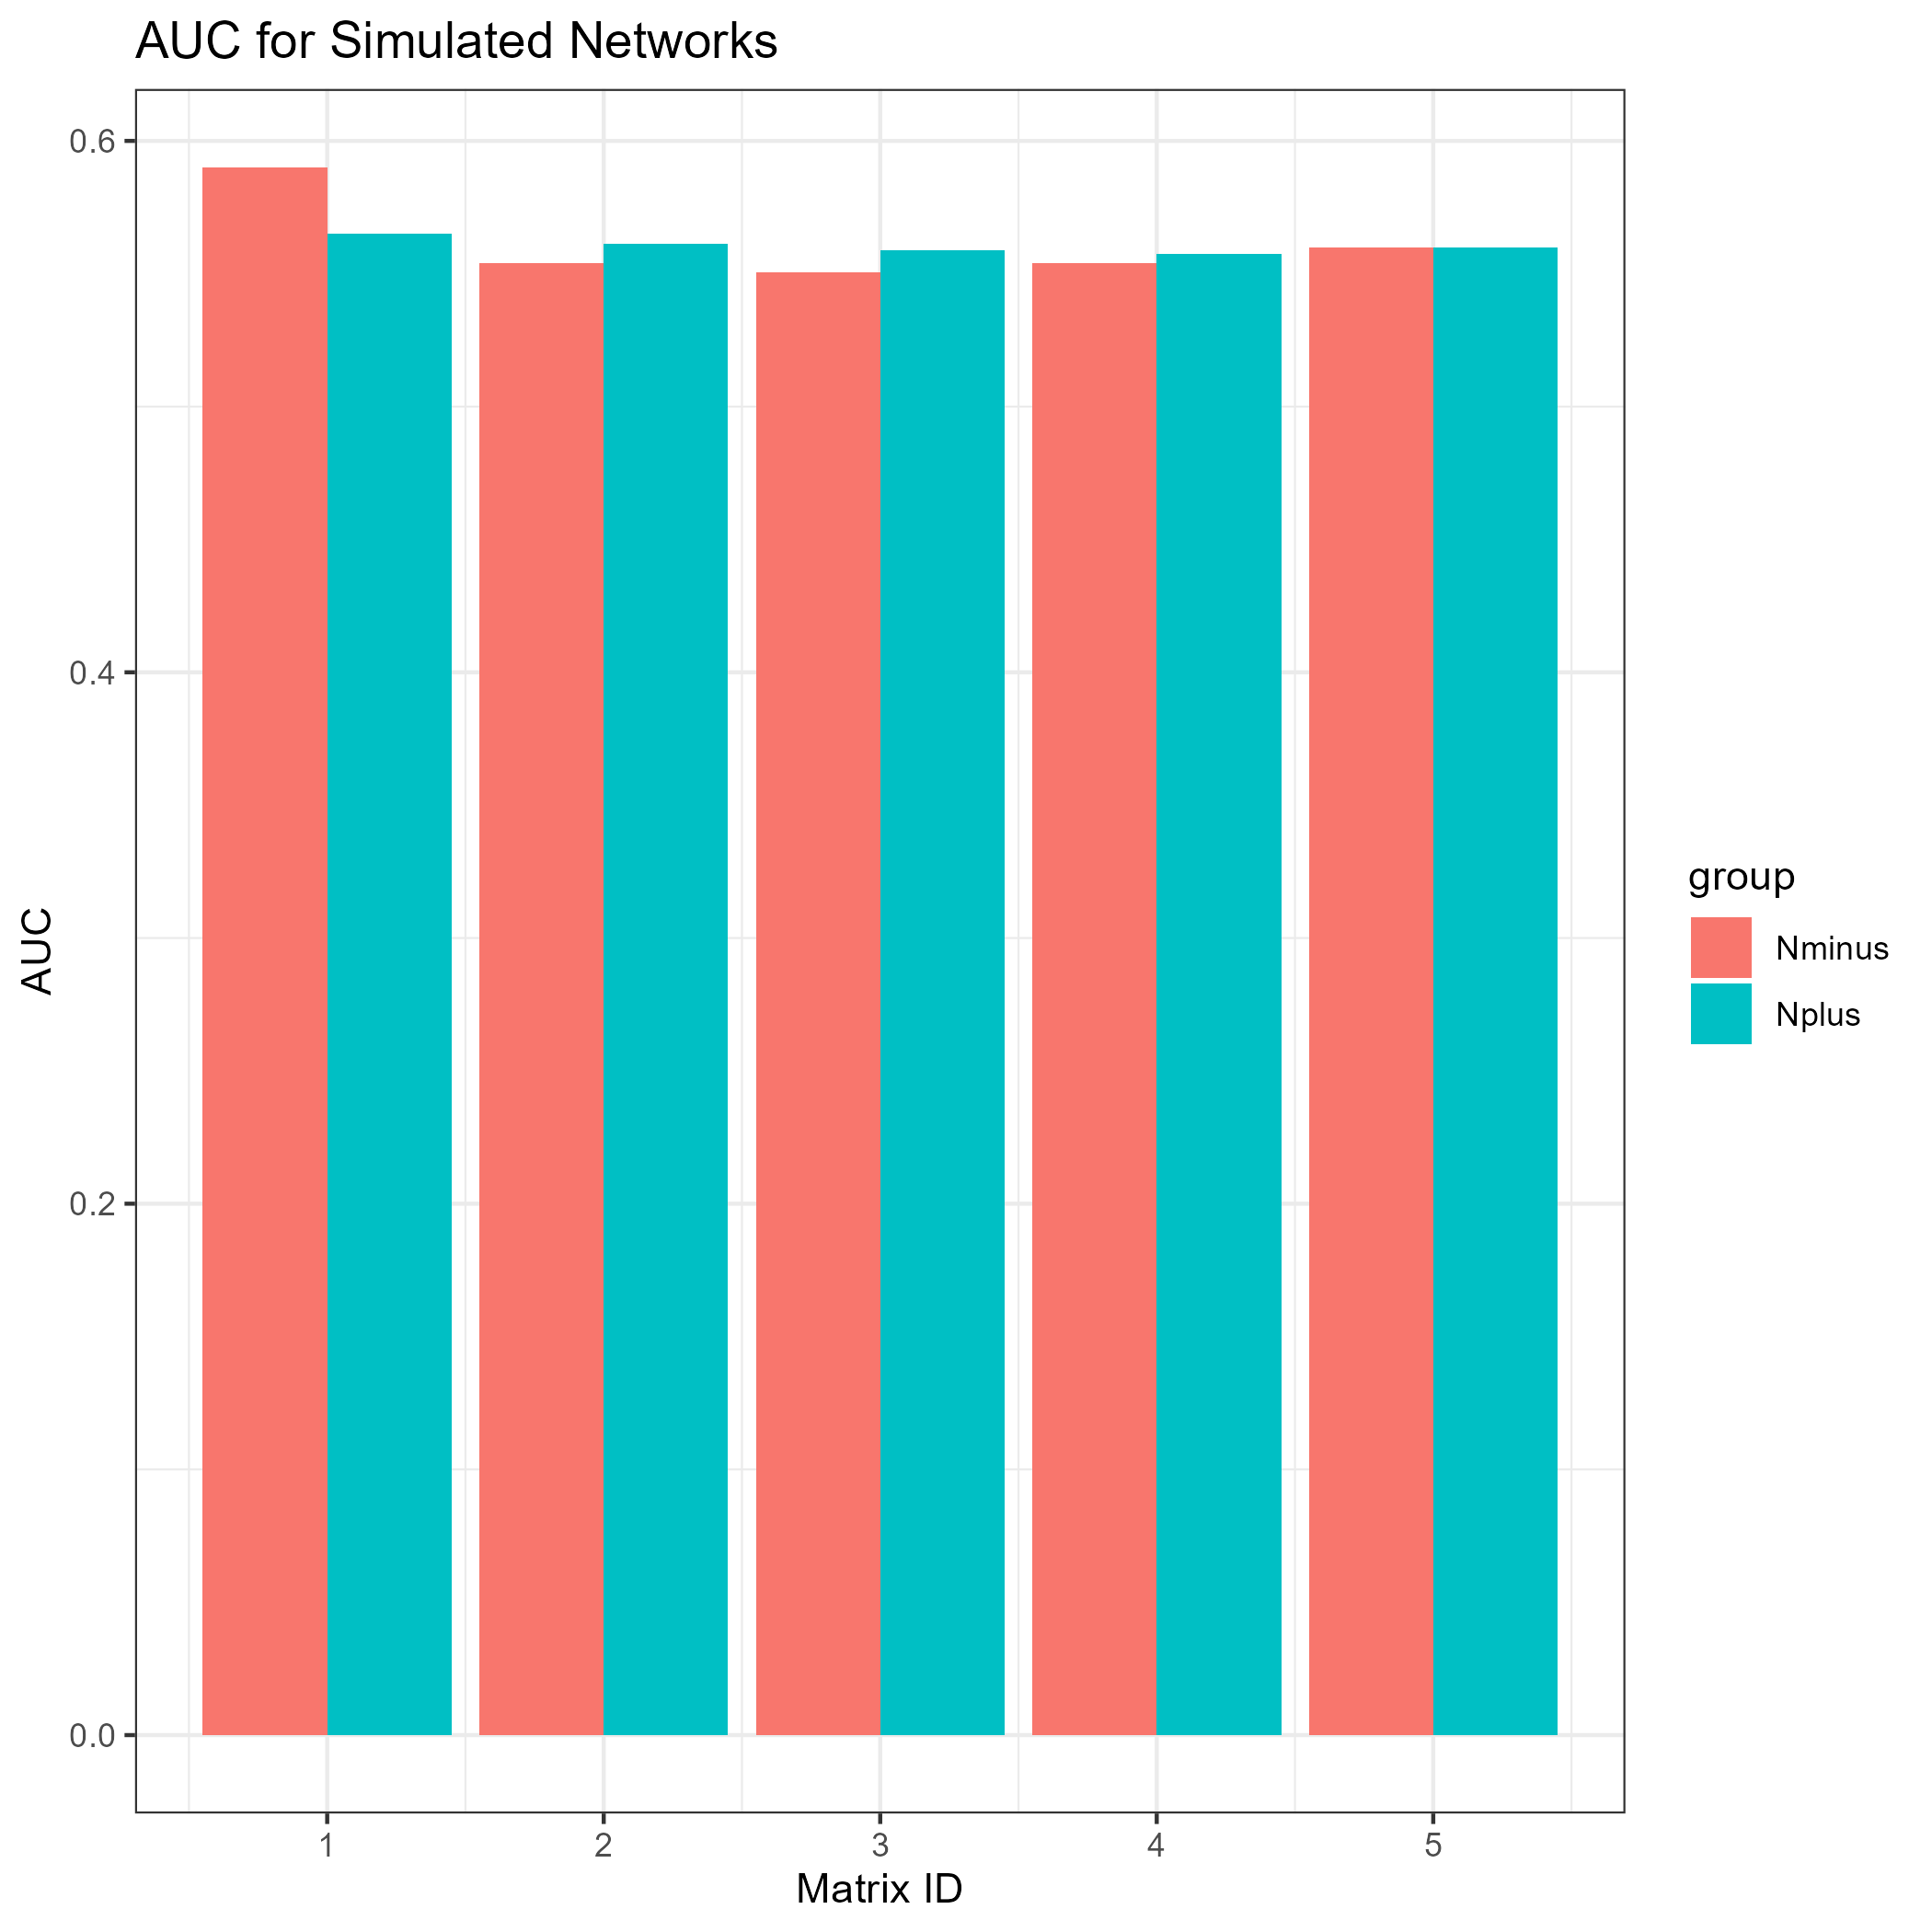 AUC for Simulated Networks
0.6
0.4
0.2
0.0
AUC
1 2 3 4 5
Matrix ID
group
Nminus
Nplus